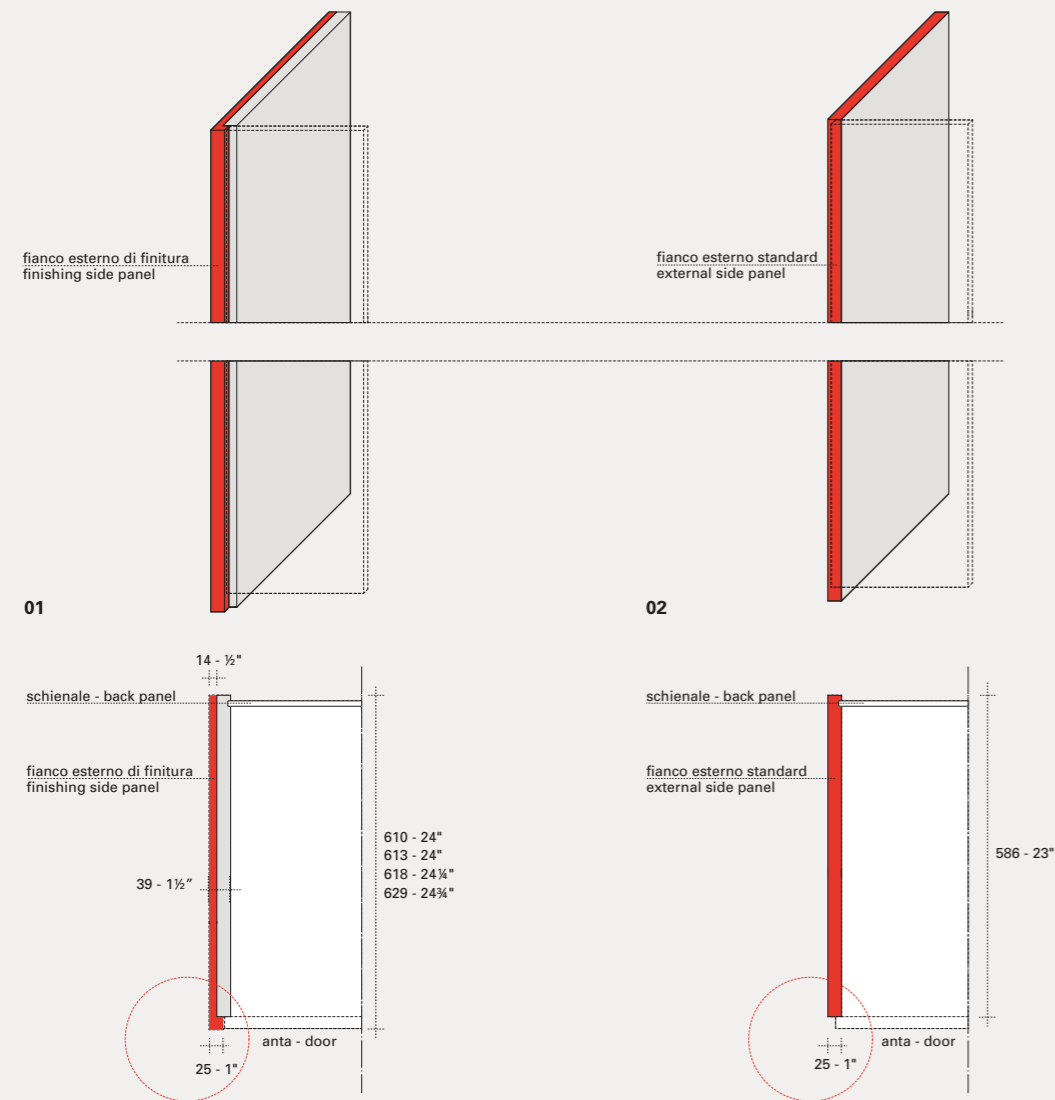 fianco esterno di finitura
finishing side panel
fianco esterno standard
external side panel
01
02
14 - ½"
schienale - back panel
fianco esterno di finitura
finishing side panel
39 - 1½”
610 - 24"
613 - 24"
618 - 24¼"
629 - 24¾"
anta - door
25 - 1"
schienale - back panel
fianco esterno standard
external side panel
586 - 23"
anta - door
25 - 1"